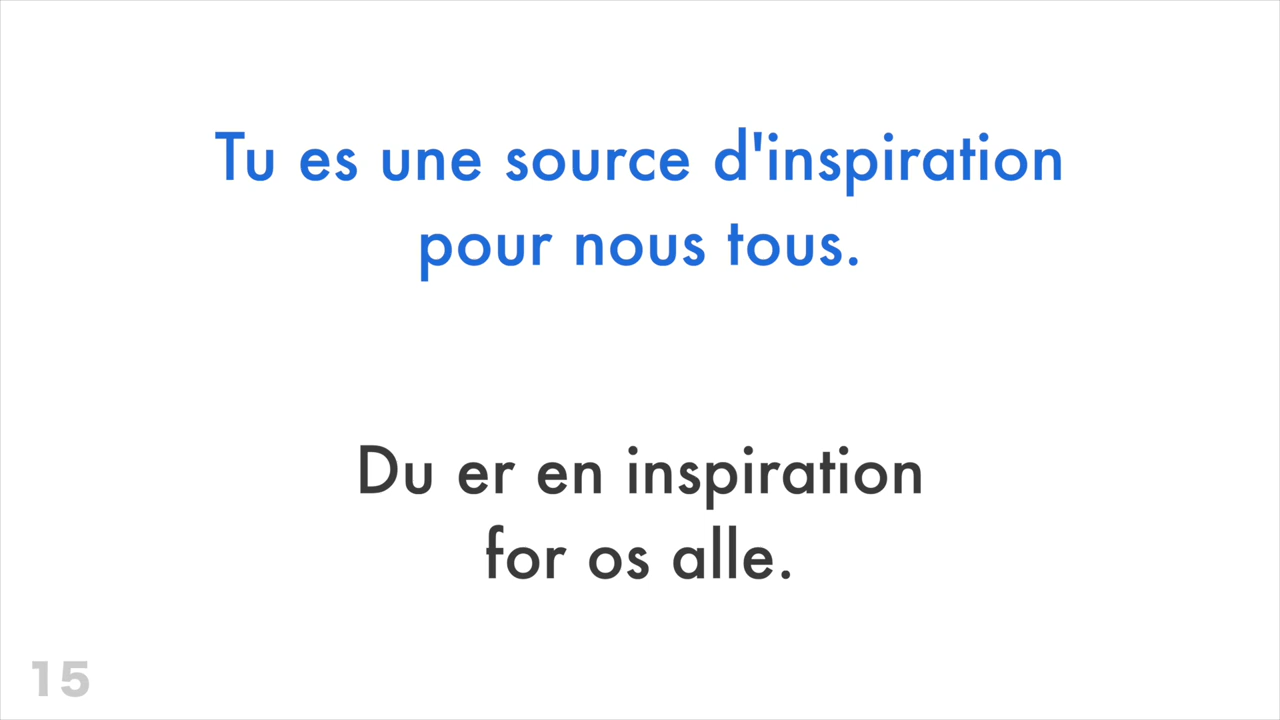 Tu es une source d'inspiration
pour nous tous.
Du er en inspiration
for os alle.
15